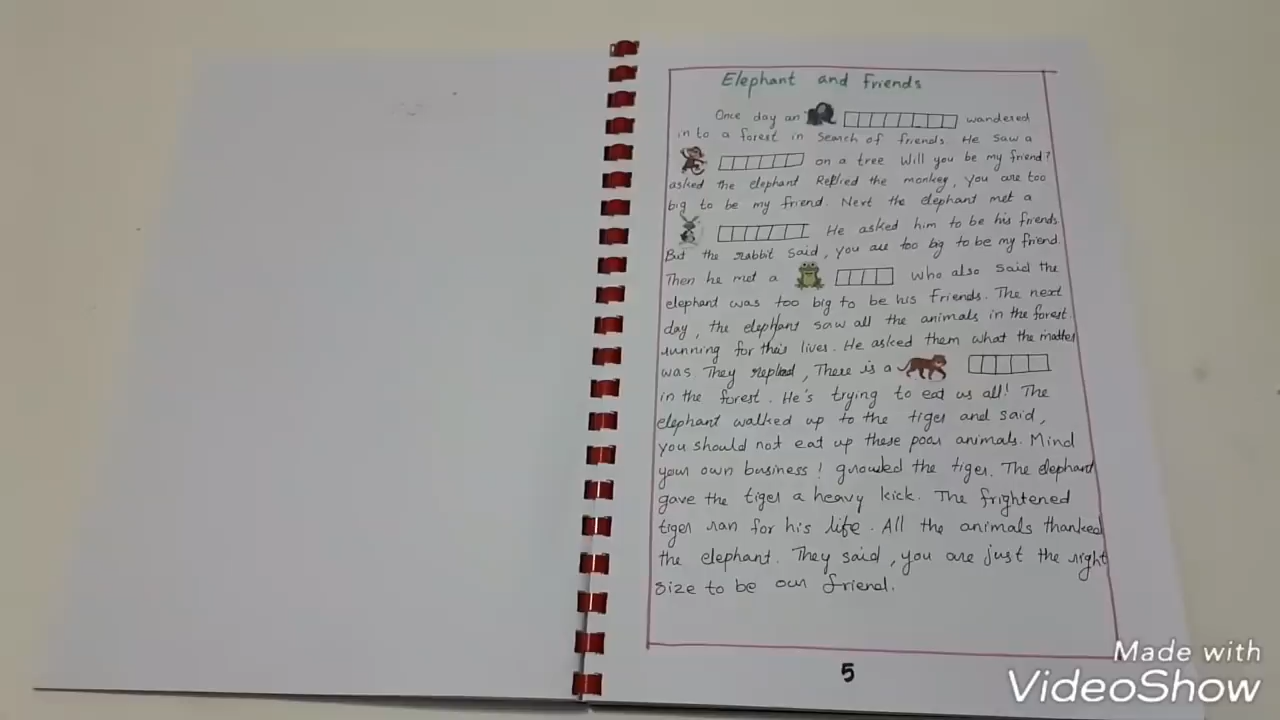 Elephant and Friends
Once day an wandered
in to a forest in Search of friends. He saw a
on a tree Will you be my friend?
asked the elephant Replied the monkey, you are too
big to be my friend. Next the elephant met a
He asked him to be his friends
But the rabbit said, you are too big to be my friend.
Then he met a who also said the
elephant was too big to be his Friends. The next
day, the elephant saw all the animals in the forest.
running for their lives. He asked them what the matter
was. They replied, There is a
in the forest. He's trying to eat us all! The
elephant walked up to the tiger and said,
you should not eat up these poor animals. Mind
your own business! growled the tiger. The elephant
gave the tiger a heavy kick. The frightened
tiger ran for his life. All the animals thanked
the elephant. They said, you are just the right
size to be our friend.
5
Made with
VideoShow